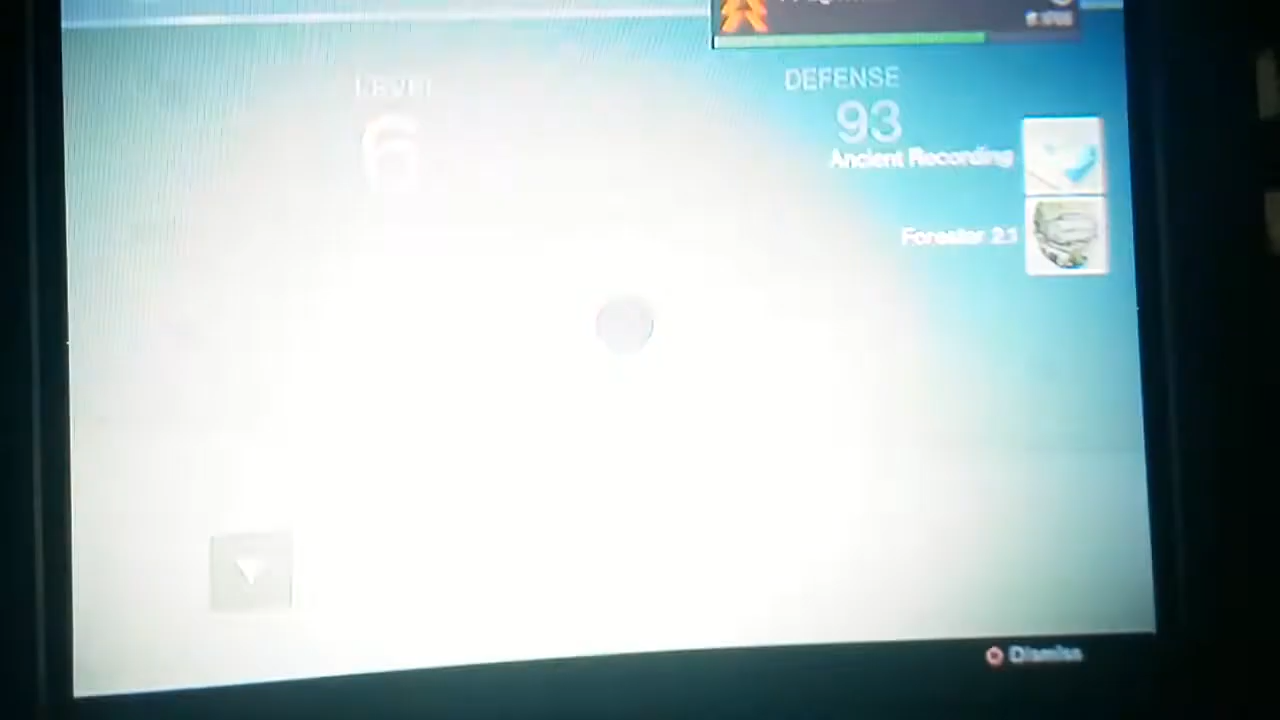 LEVEL
6
DEFENSE
93
Ancient Recording
Forester 2.1
Dismiss